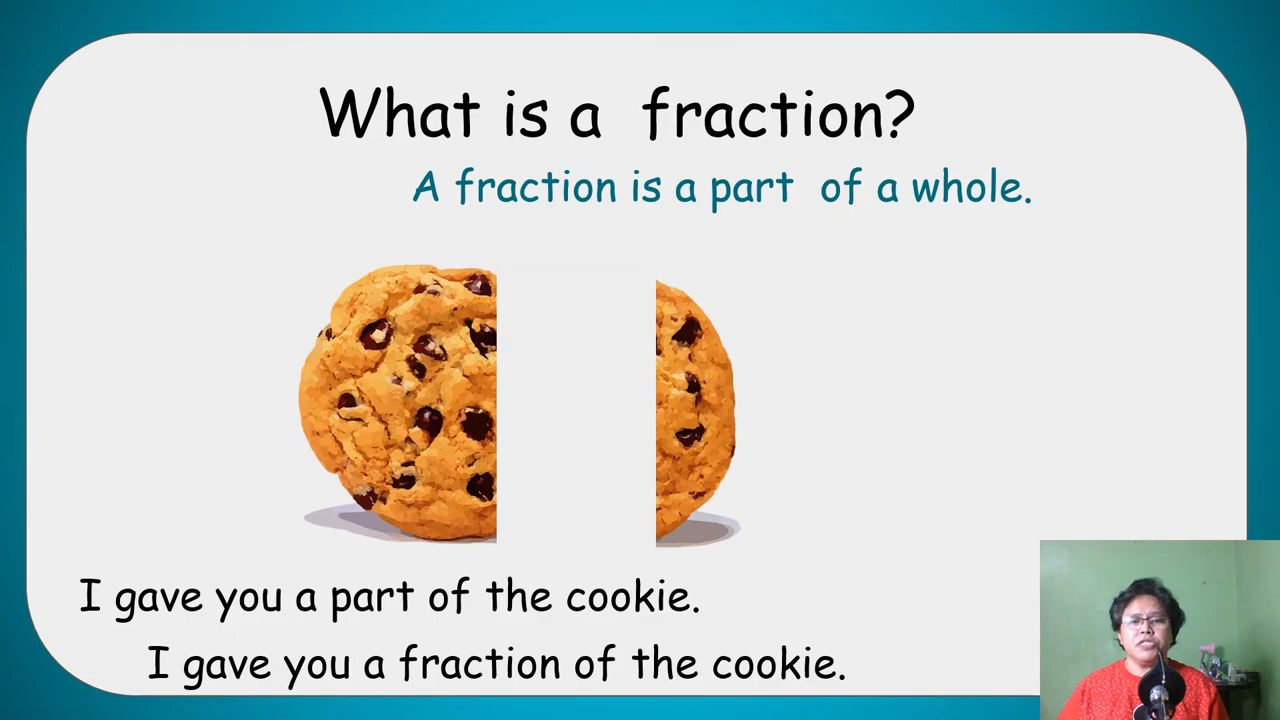 What is a fraction?
A fraction is a part of a whole.
I gave you a part of the cookie.
I gave you a fraction of the cookie.